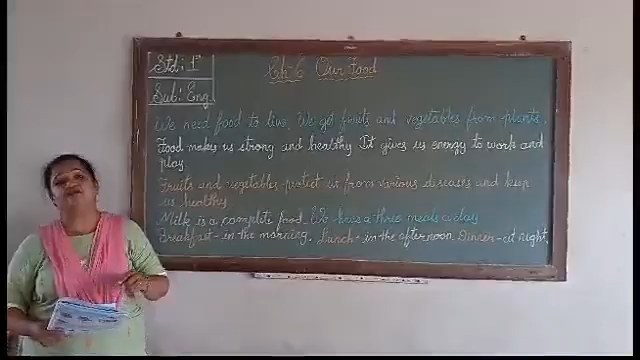 Std: 1st
Sub: Eng.
Ch 6 Our Food
We need food to live. We get fruits and vegetables from plants.
Food makes us strong and healthy It gives us energy to work and
play.
Fruits and vegetables protect us from various diseases and keep
us healthy.
Milk is a complete food. We have a three meals a day
Breakfast - in the morning. Lunch - in the afternoon. Dinner - at night.